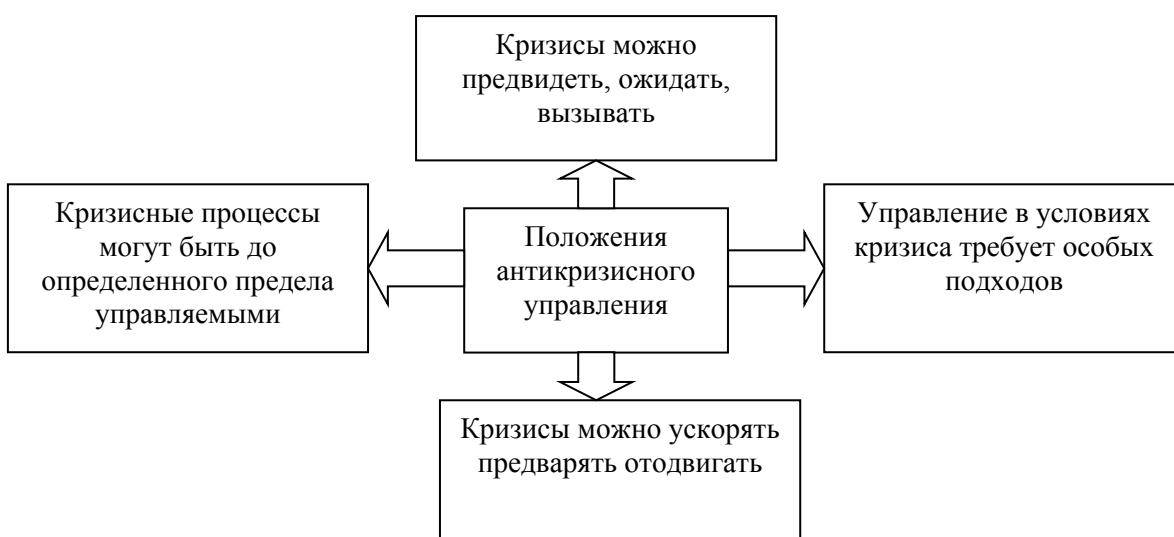 Кризисы можно
предвидеть, ожидать,
вызывать
Кризисные процессы
могут быть до
определенного предела
управляемыми
Положения
антикризисного
управления
Управление в условиях
кризиса требует особых
подходов
Кризисы можно ускорять
предварять отодвигать